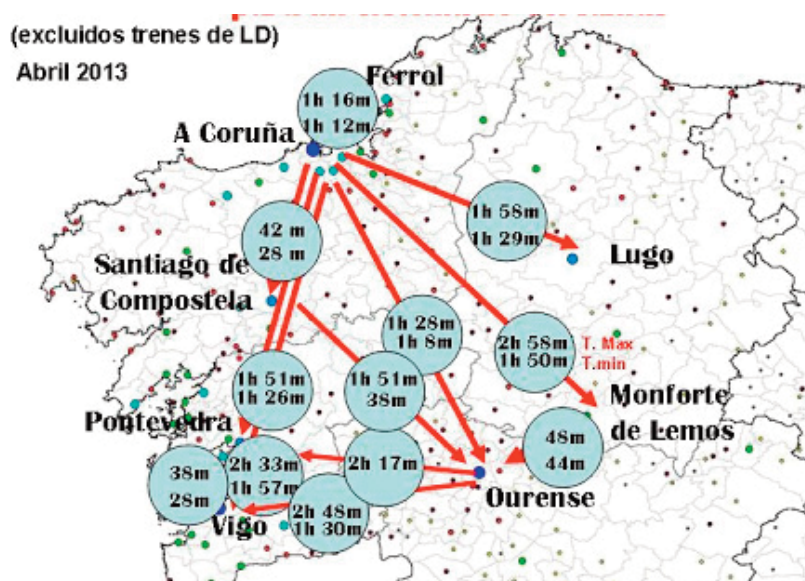 (excluidos trenes de LD)
Abril 2013
Ferrol
1h 16m
1h 12m
A Coruña
42 m
28 m
1h 58m
1h 29m
Lugo
Santiago de
Compostela
1h 28m
1h 8m
2h 58m
1h 50m
T. Max
T.min
1h 51m
1h 26m
1h 51m
38m
Monforte
de Lemos
Pontevedra
48m
44m
38m
28m
2h 33m
1h 57m
2h 17m
Ourense
2h 48m
1h 30m
Vigo